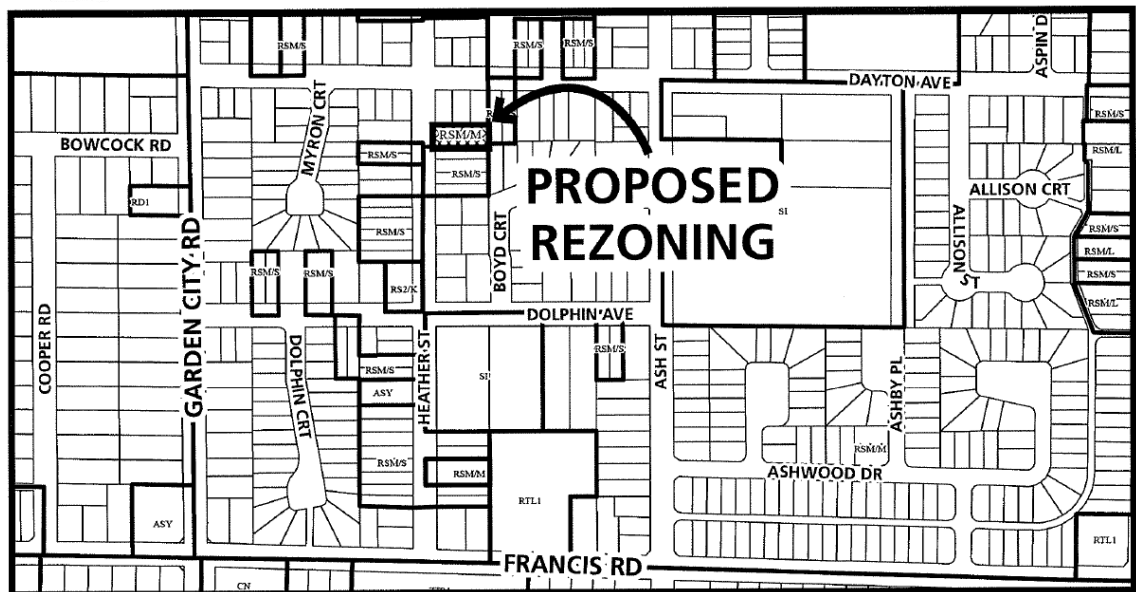 RSM/S
RSM/S
RSM/S
ASPIN D
DAYTON AVE
MYRON CRT
RSM/M
RSM/S
BOWCOCK RD
RSM/S
RSM/L
RSM/S
PROPOSED
REZONING
RD1
ALLISON CRT
SI
GARDEN CITY RD
RSM/S
BOYD CRT
ALLISON ST
RSM/S
RSM/L
RSM/S
RSM/L
RSM/S
RSM/S
RS2/K
DOLPHIN AVE
COOPER RD
DOLPHIN CRT
HEATHER ST
RSM/S
ASH ST
ASHBY PL
RSM/S
ASY
SI
RSM/M
RSM/S
RSM/M
ASHWOOD DR
RTL1
ASY
RTL1
FRANCIS RD
CN